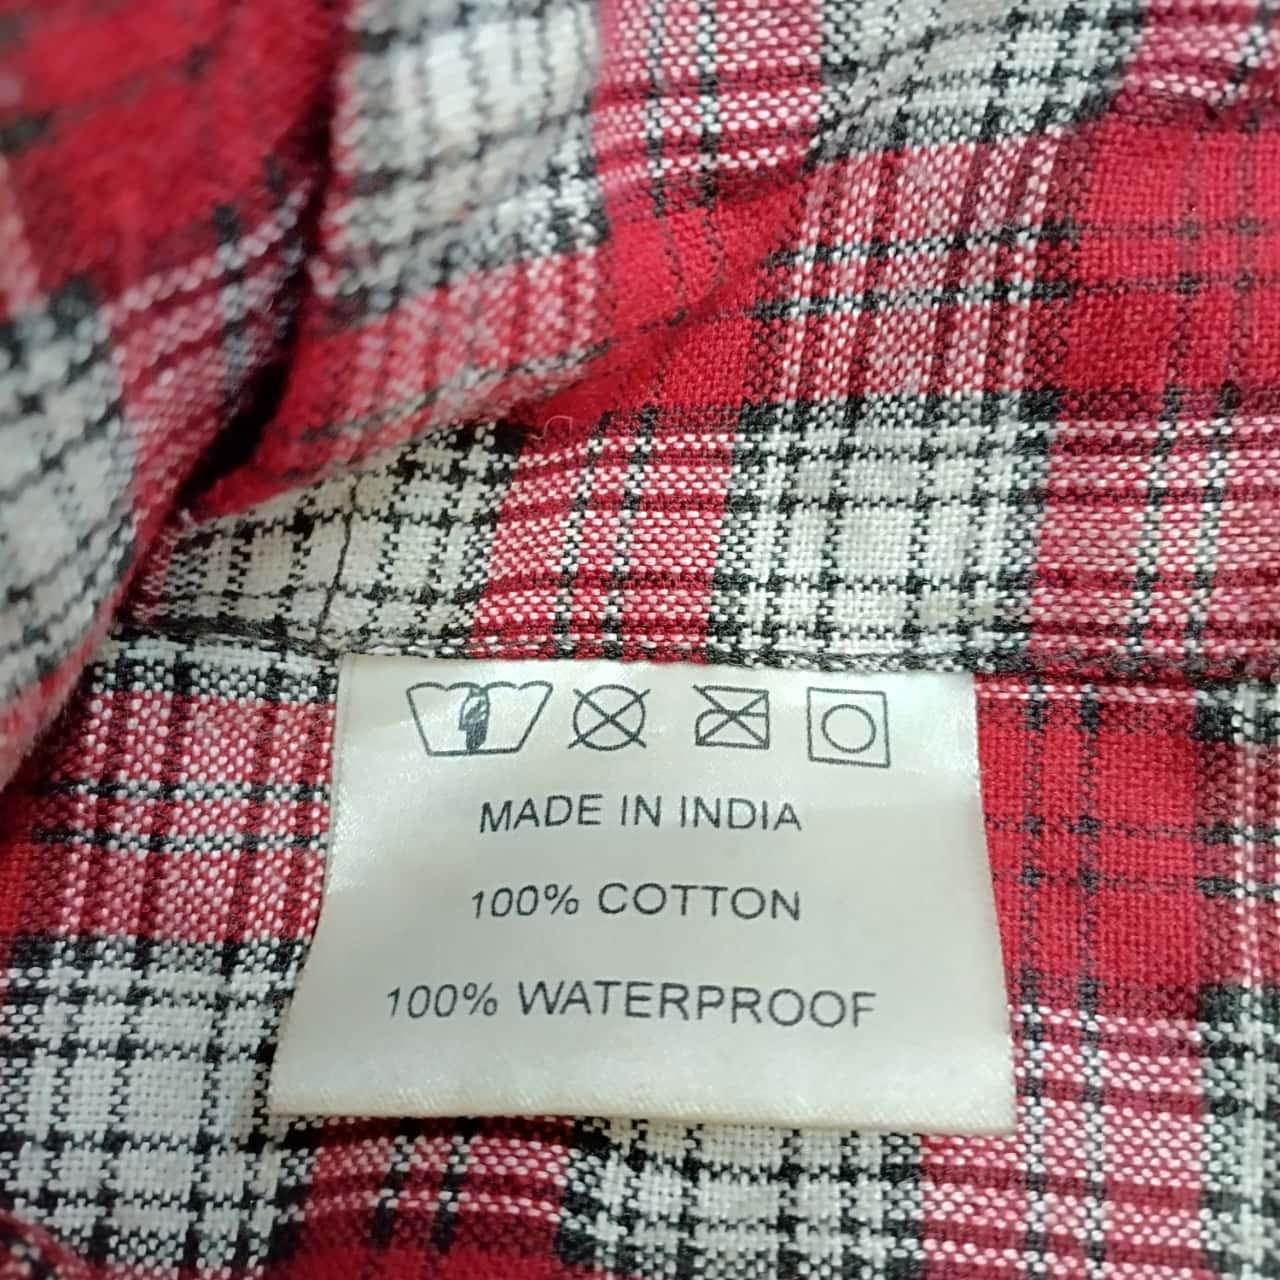 MADE IN INDIA
100% COTTON
100% WATERPROOF